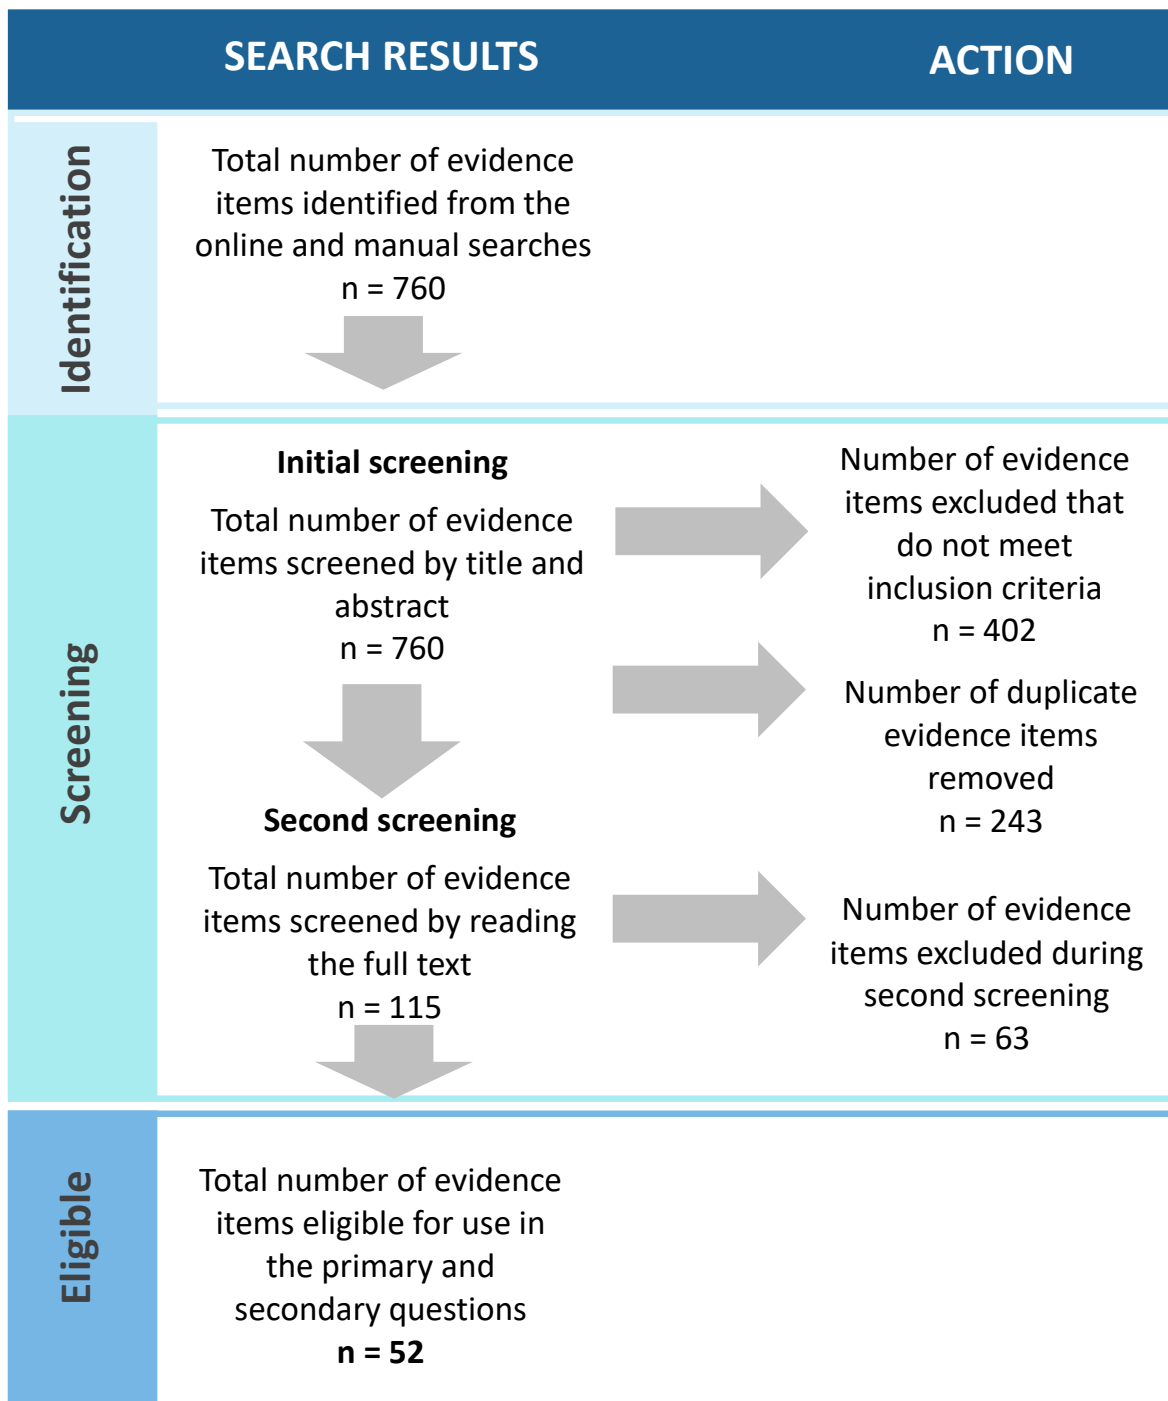 SEARCH RESULTS
ACTION
Identification
Total number of evidence
items identified from the
online and manual searches
n = 760
Screening
Initial screening
Total number of evidence
items screened by title and
abstract
n = 760
Number of evidence
items excluded that
do not meet
inclusion criteria
n = 402
Number of duplicate
evidence items
removed
n = 243
Second screening
Total number of evidence
items screened by reading
the full text
n = 115
Number of evidence
items excluded during
second screening
n = 63
Eligible
Total number of evidence
items eligible for use in
the primary and
secondary questions
n = 52